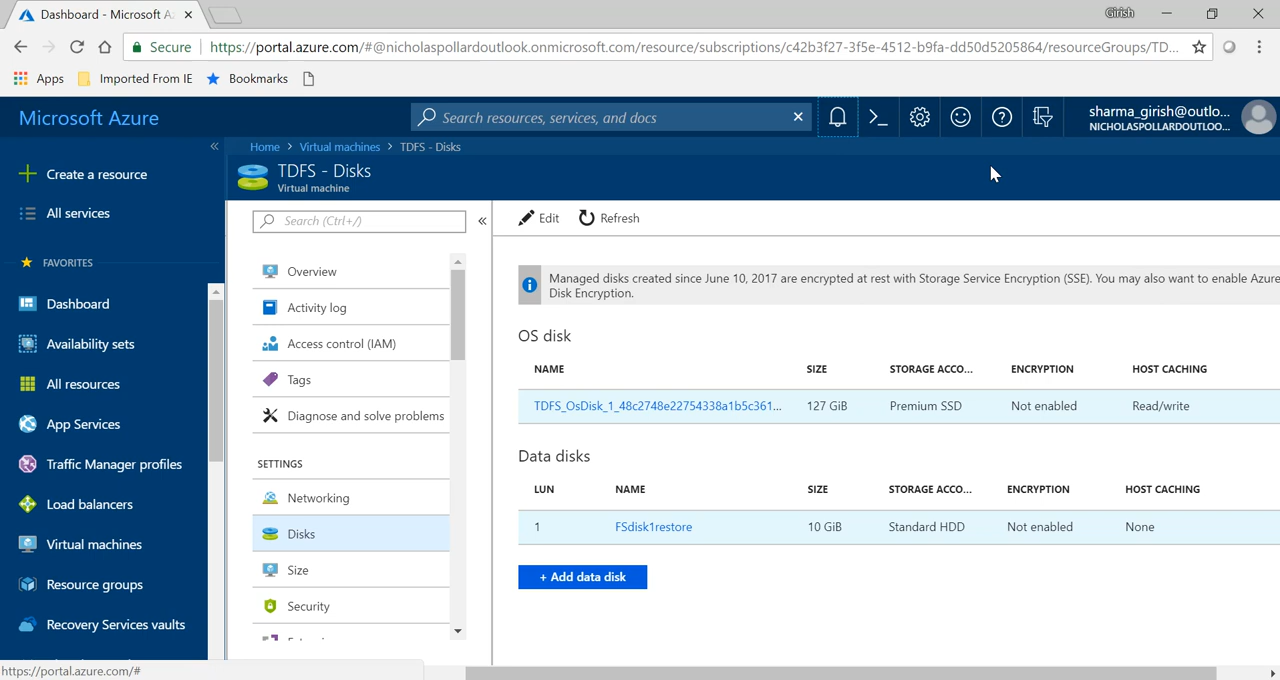 Dashboard - Microsoft A
Girish
Secure
https://portal.azure.com/#@nicholaspollardoutlook.onmicrosoft.com/resource/subscriptions/c42b3f27-3f5e-4512-b9fa-dd50d5205864/resourceGroups/TD...
Apps
Imported From IE
Bookmarks
Microsoft Azure
Search resources, services, and docs
sharma_girish@outlo...
NICHOLASPOLLARDOUTLOO...
Home > Virtual machines > TDFS - Disks
TDFS - Disks
Virtual machine
Create a resource
All services
FAVORITES
Dashboard
Availability sets
All resources
App Services
Traffic Manager profiles
Load balancers
Virtual machines
Resource groups
Recovery Services vaults
Search (Ctrl+/)
Overview
Activity log
Access control (IAM)
Tags
Diagnose and solve problems
SETTINGS
Networking
Disks
Size
Security
Edit
Refresh
Managed disks created since June 10, 2017 are encrypted at rest with Storage Service Encryption (SSE). You may also want to enable Azure
Disk Encryption.
OS disk
NAME SIZE STORAGE ACCO... ENCRYPTION HOST CACHING
TDFS_OsDisk_1_48c2748e22754338a1b5c361... 127 GiB Premium SSD Not enabled Read/write
Data disks
LUN NAME SIZE STORAGE ACCO... ENCRYPTION HOST CACHING
1 FSdisk1restore 10 GiB Standard HDD Not enabled None
+ Add data disk
https://portal.azure.com/#